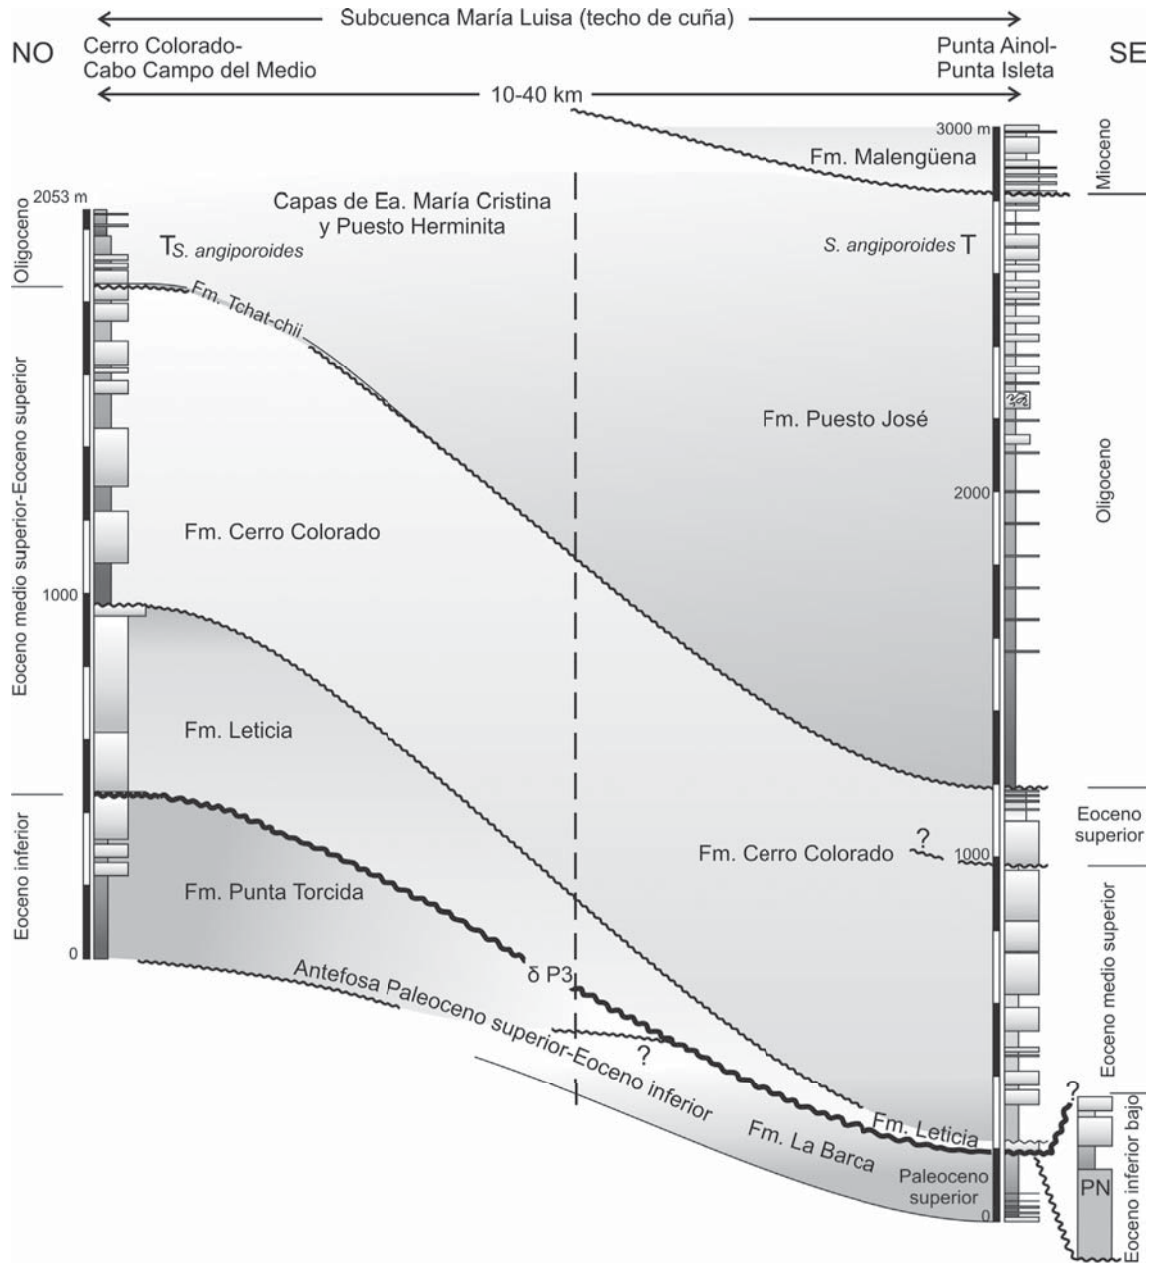 Subcuenca María Luisa (techo de cuña)
NO
Cerro Colorado-
Cabo Campo del Medio
Punta Ainol-
Punta Isleta
SE
10-40 km
3000 m
Fm. Malengüena
Mioceno
2053 m
Capas de Ea. María Cristina
y Puesto Herminita
Oligoceno
T S. angiporoides
S. angiporoides T
Fm. Tchat-chii
Fm. Puesto José
Oligoceno
2000
Eoceno medio superior-Eoceno superior
Fm. Cerro Colorado
1000
Fm. Leticia
Eoceno
superior
?
Fm. Cerro Colorado
1000
Eoceno inferior
Fm. Punta Torcida
Eoceno medio superior
0
δ P3
Antefosa Paleoceno superior-Eoceno inferior
?
?
Fm. Leticia
Fm. La Barca
Paleoceno
superior
0
PN
Eoceno inferior bajo